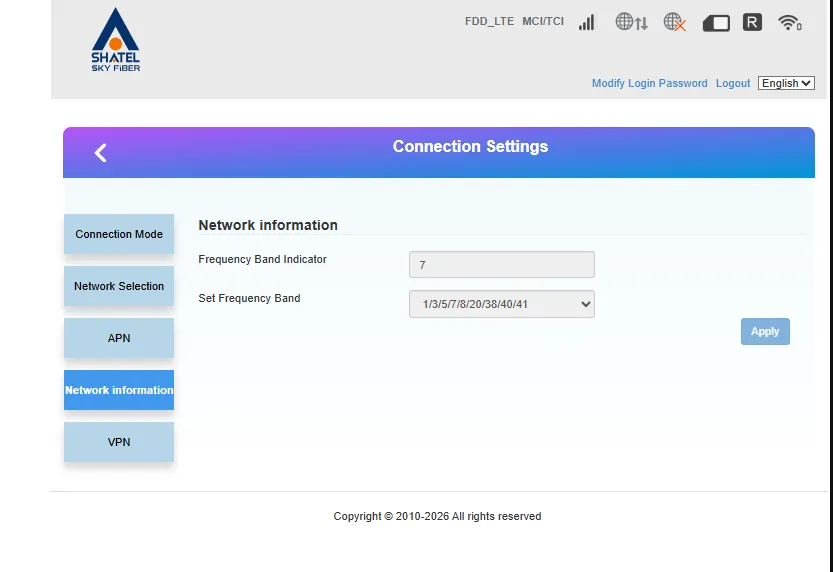 FDD_LTE MCI/TCI
R
SHATEL
SKY FIBER
Modify Login Password Logout English
Connection Settings
Connection Mode
Network Selection
APN
Network information
VPN
Network information
Frequency Band Indicator
7
Set Frequency Band
1/3/5/7/8/20/38/40/41
Apply
Copyright © 2010-2026 All rights reserved